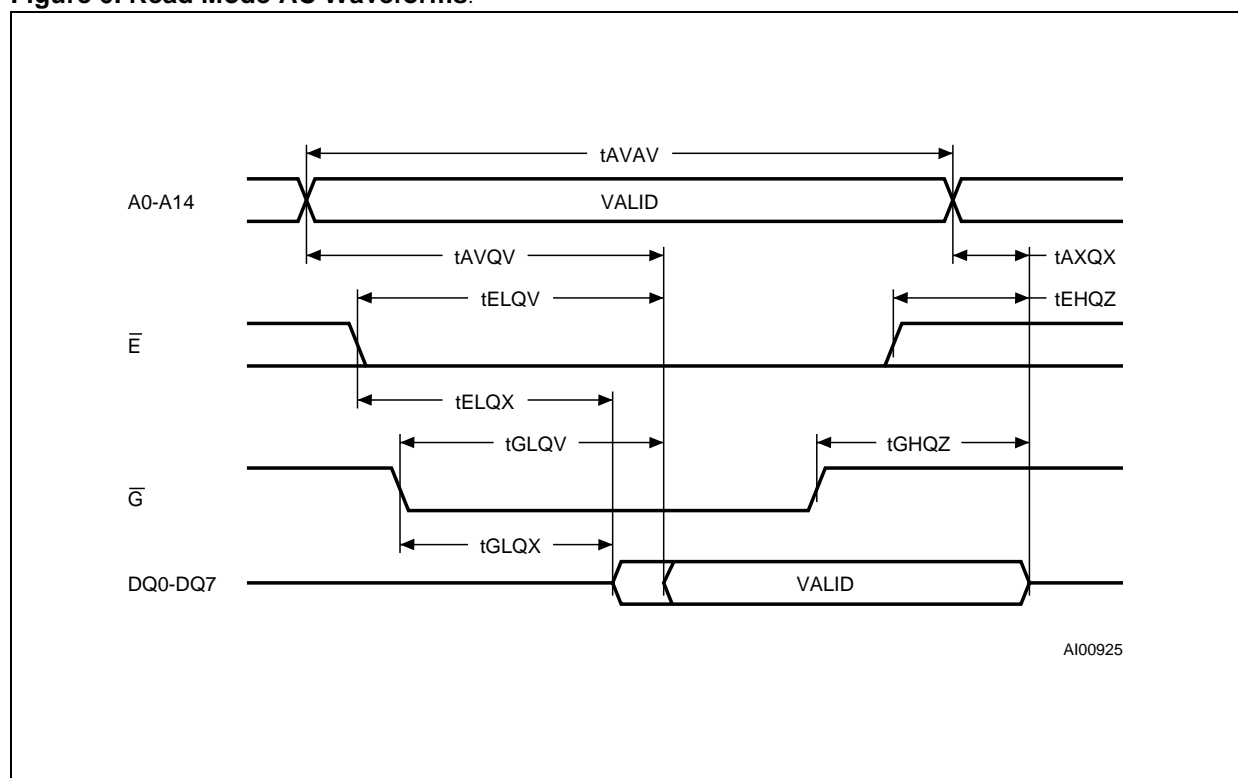 Figure 9. Read Mode AC Waveforms.
tAVAV
A0-A14
VALID
tAVQV
tAXQX
tELQV
tEHQZ
E
tELQX
tGLQV
tGHQZ
G
tGLQX
DQ0-DQ7
VALID
AI00925